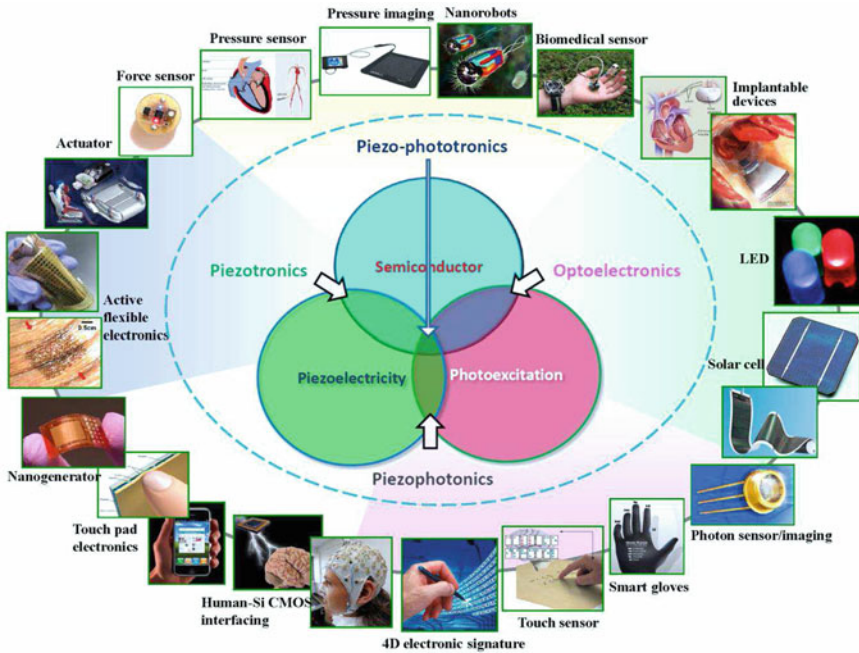 Pressure imaging
Nanorobots
Pressure sensor
Biomedical sensor
Force sensor
Implantable
devices
Actuator
Piezo-phototronics
LED
Piezotronics
Semiconductor
Optoelectronics
Active
flexible
electronics
0.5cm
Solar cell
Piezoelectricity
Photoexcitation
Nanogenerator
Piezophotonics
Touch pad
electronics
Photon sensor/imaging
Human-Si CMOS
interfacing
Smart gloves
Touch sensor
4D electronic signature